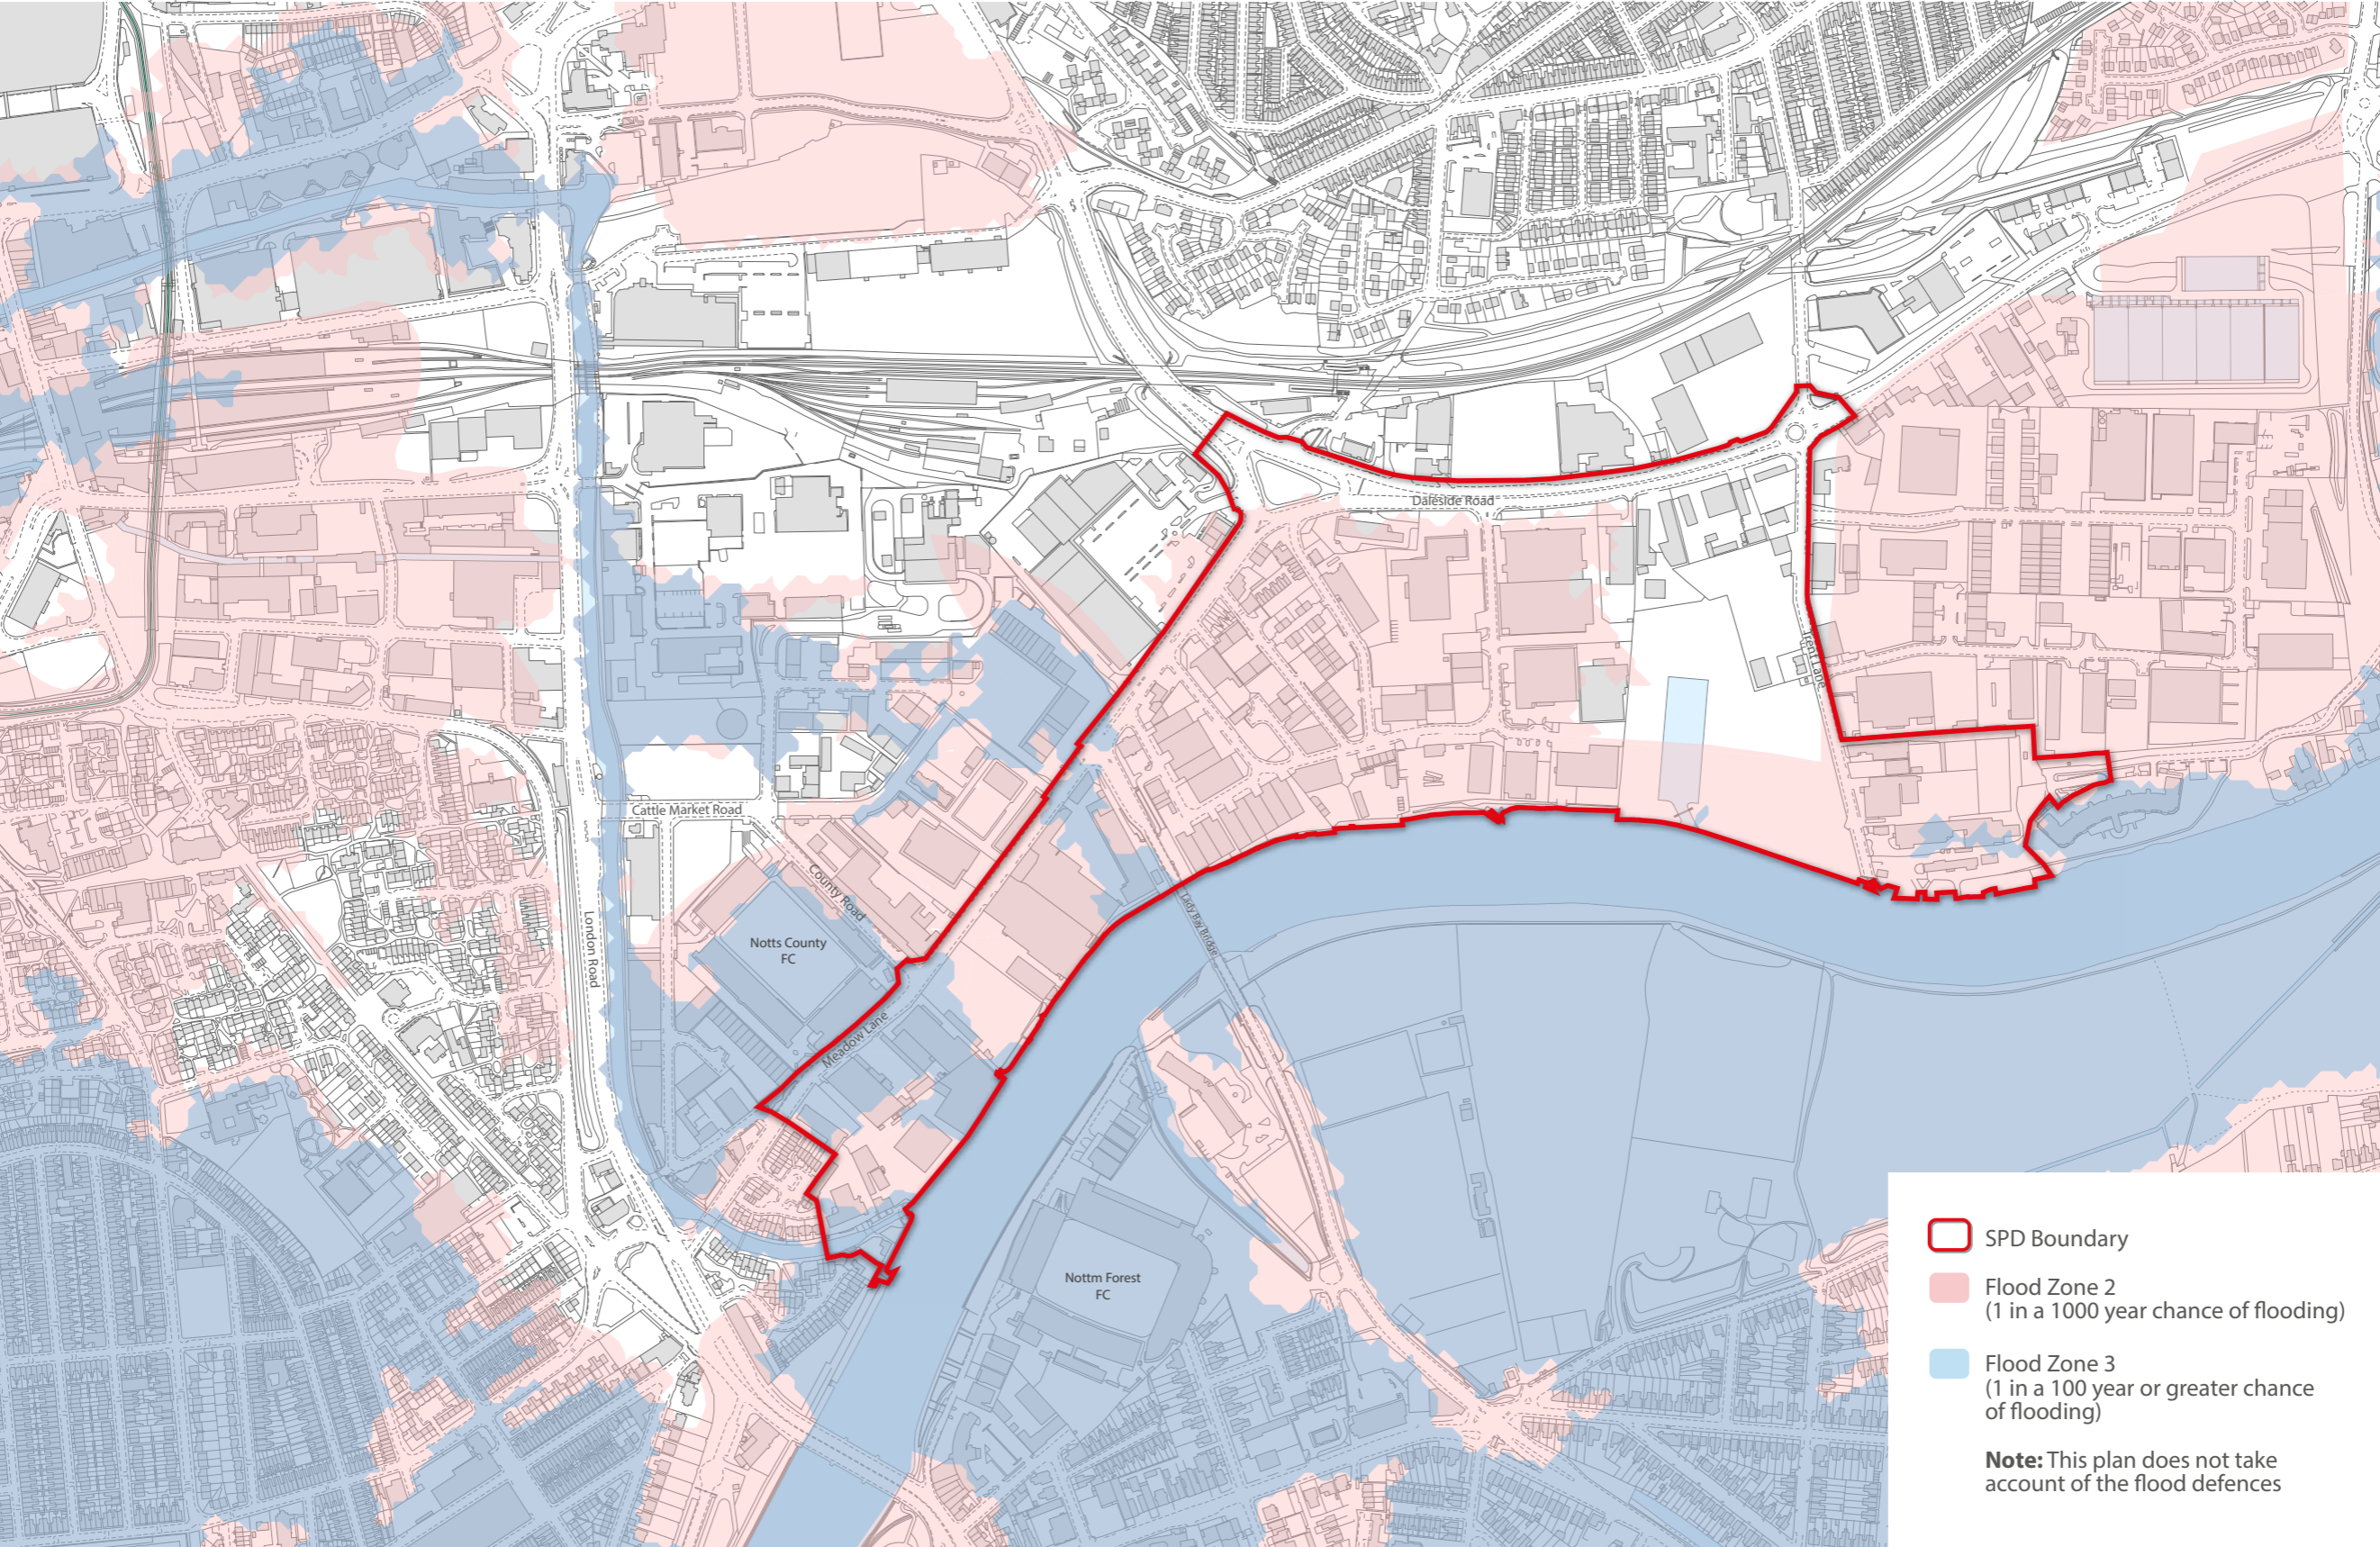 Daleside Road
Trent Lane
Cattle Market Road
County Road
Lady Bay Bridge
London Road
Notts County
FC
Meadow Lane
Nottm Forest
FC
SPD Boundary
Flood Zone 2
(1 in a 1000 year chance of flooding)
Flood Zone 3
(1 in a 100 year or greater chance
of flooding)
Note: This plan does not take
account of the flood defences